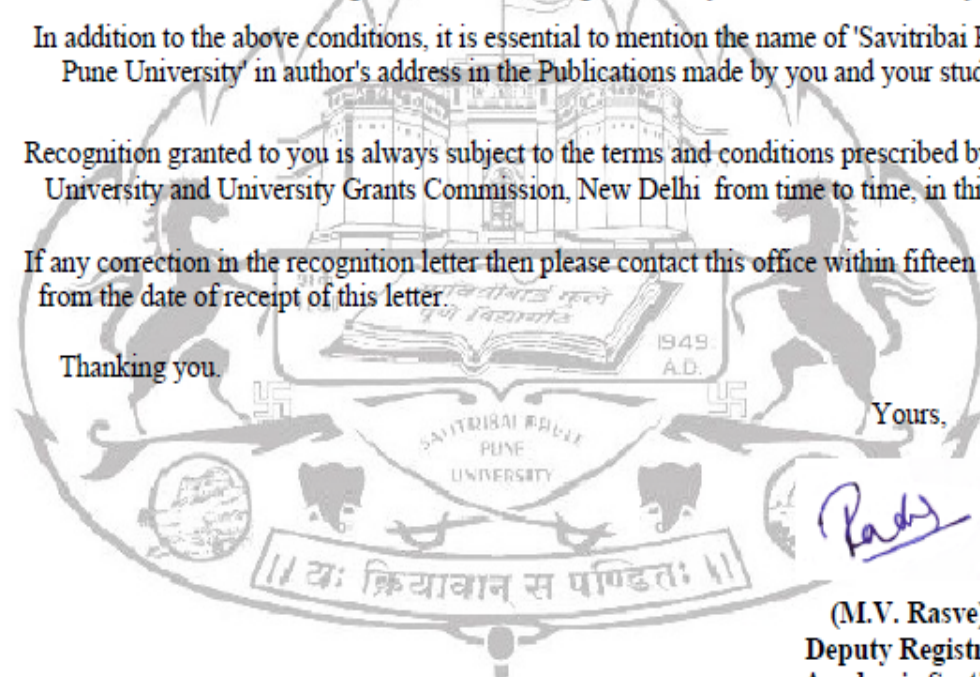 In addition to the above conditions, it is essential to mention the name of 'Savitribai
Pune University' in author's address in the Publications made by you and your
Recognition granted to you is always subject to the terms and conditions prescribed
University and University Grants Commission, New Delhi from time to time, in
If any correction in the recognition letter then please contact this office within fifteen
from the date of receipt of this letter.
सावित्रीबाई फुले
पुणे विद्यापीठ
1949
A.D.
Thanking you.
SAVITRIBAI PHULE
PUNE
UNIVERSITY
Yours,
।। यः क्रियावान् स पण्डितः ।।
(M.V. Rasve)
Deputy